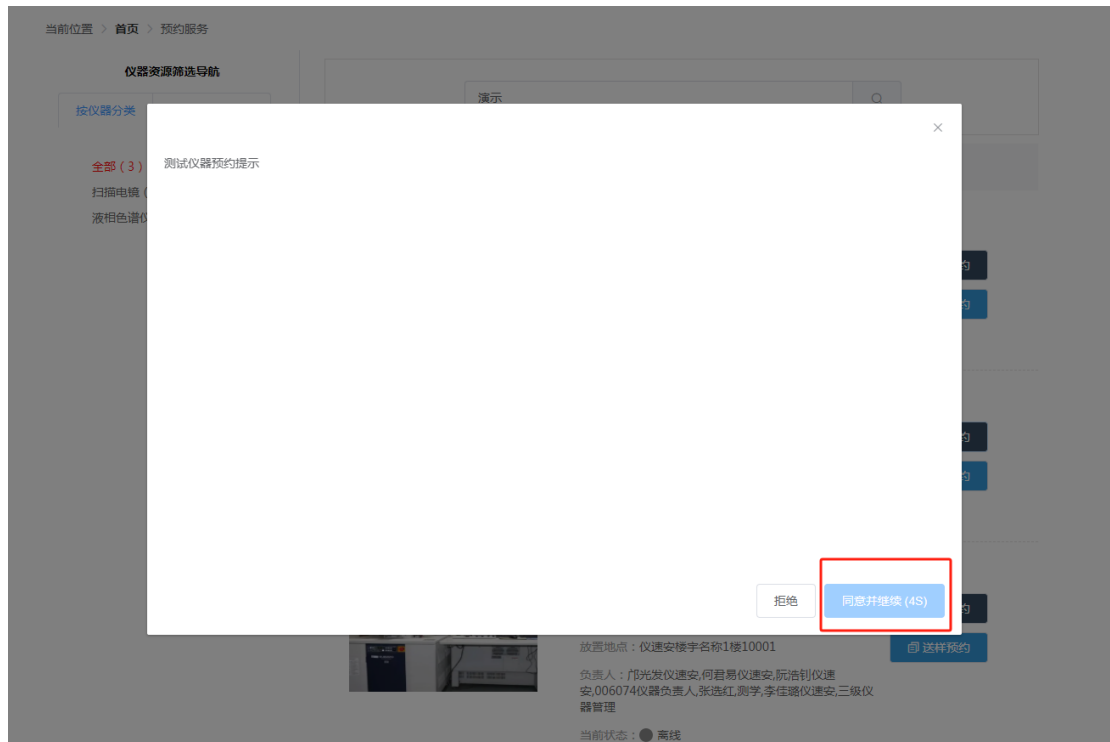 当前位置 > 首页 > 预约服务
仪器资源筛选导航
演示
按仪器分类
全部 ( 3 )
测试仪器预约提示
扫描电镜 (
液相色谱仪
约
约
约
约
拒绝
同意并继续 (4S)
约
放置地点：仪速安楼宇名称1楼10001
送样预约
负责人：邝光发仪速安,何君易仪速安,阮浩钊仪速
安,006074仪器负责人,张选红,测学,李佳璐仪速安,三级仪
器管理
当前状态： 离线